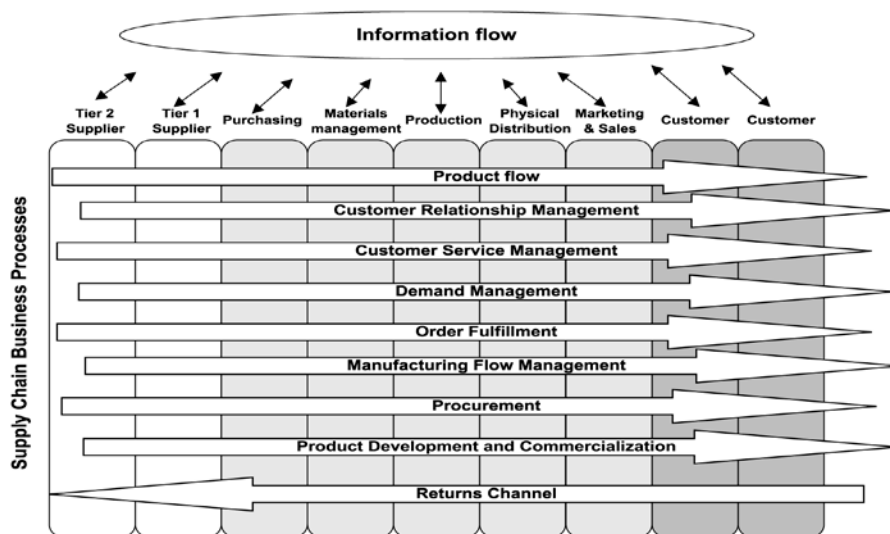 Information flow
Tier 2
Supplier
Tier 1
Supplier
Purchasing
Materials
management
Production
Physical
Distribution
Marketing
& Sales
Customer
Customer
Supply Chain Business Processes
Product flow
Customer Relationship Management
Customer Service Management
Demand Management
Order Fulfillment
Manufacturing Flow Management
Procurement
Product Development and Commercialization
Returns Channel